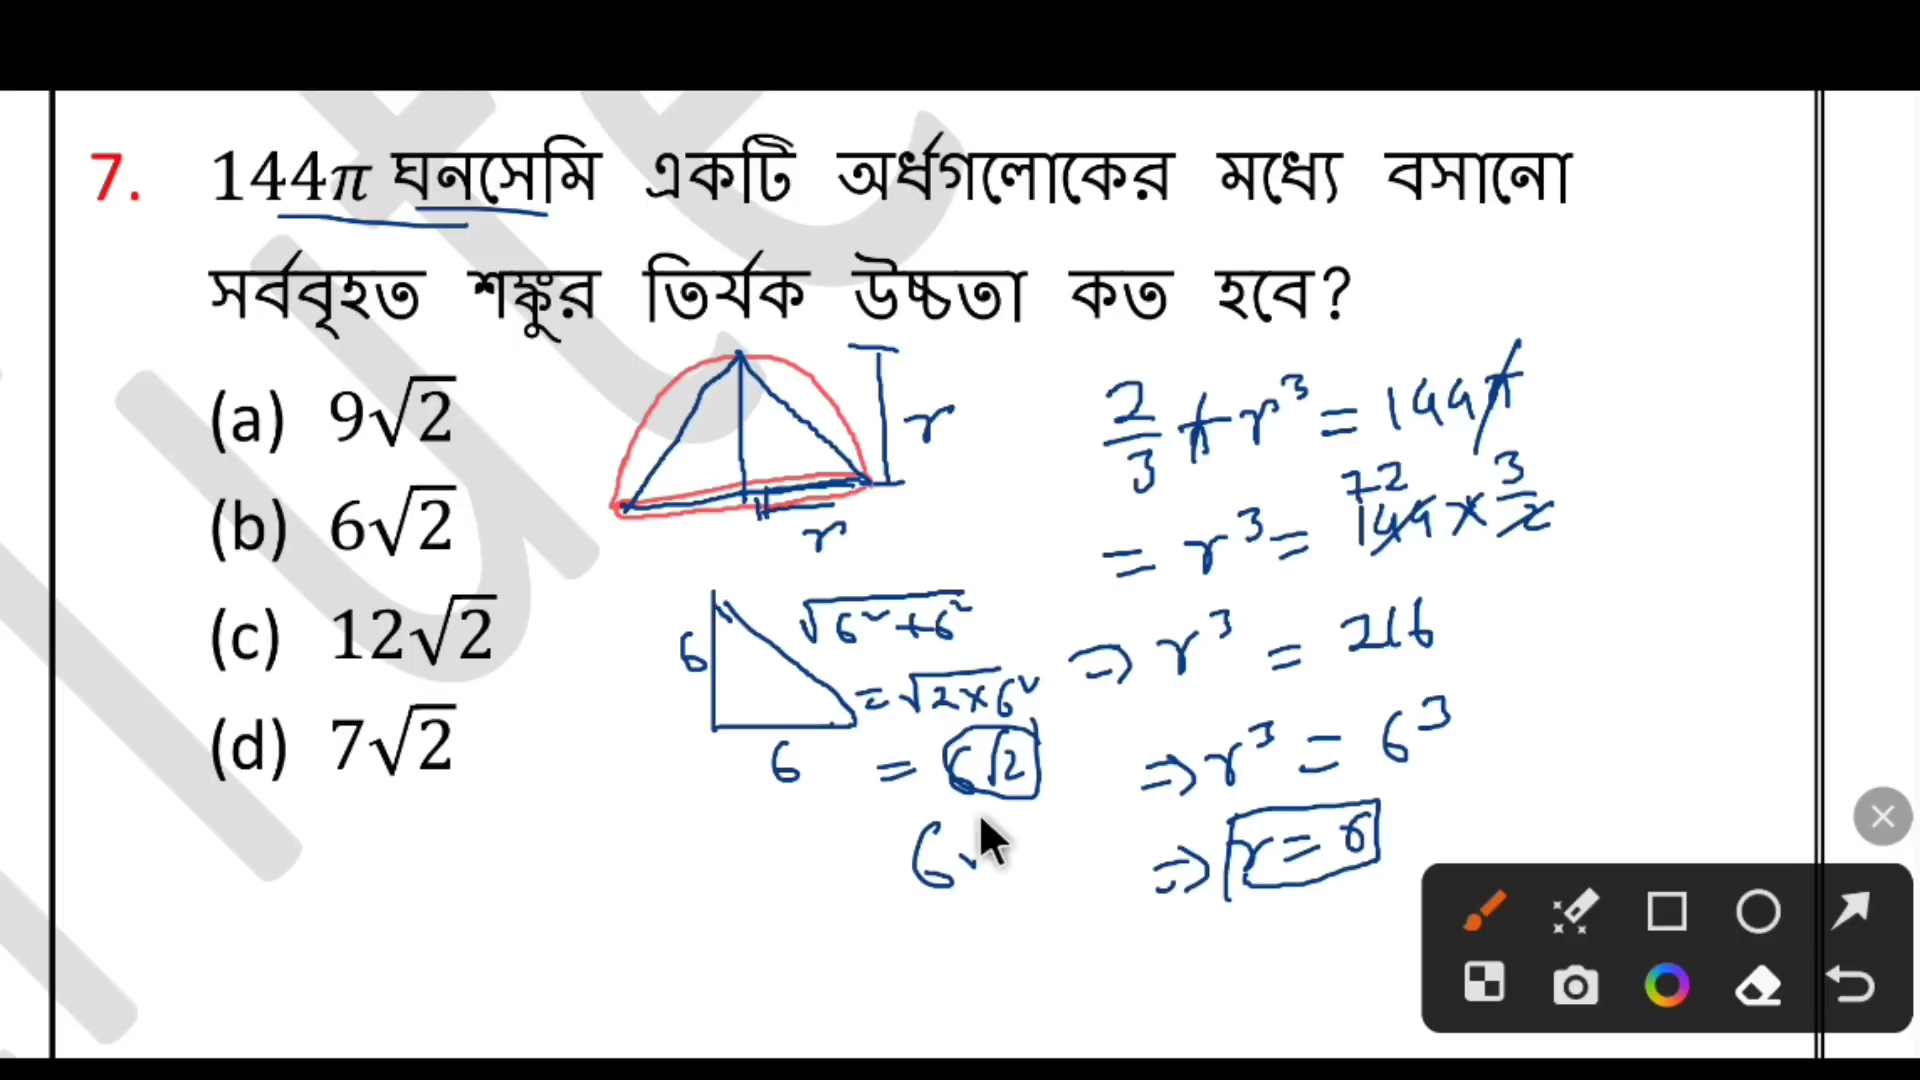 7. 144π ঘনসেমি একটি অর্ধগলোকের মধ্যে বসানো
সর্ববৃহত শঙ্কুর তির্যক উচ্চতা কত হবে?
(a) 9√2
(b) 6√2
(c) 12√2
(d) 7√2
r
r
6
6
√6² + 6²
= √2×6²
= 6√2
6
2/3 π r³ = 144π
= r³ = 144 × 3/2
72
⇒ r³ = 216
⇒ r³ = 6³
⇒ r = 6